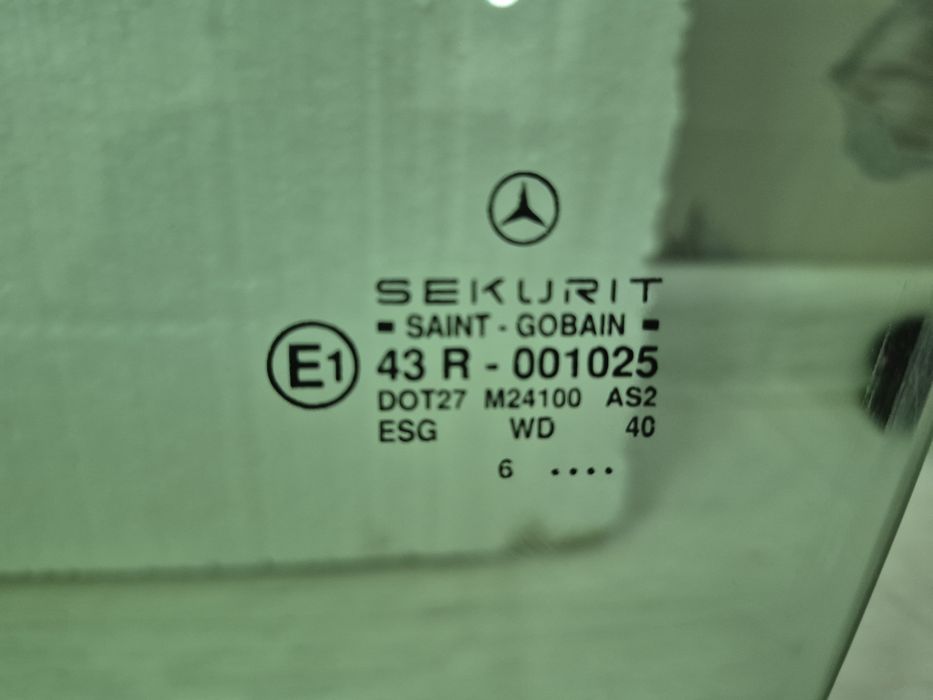 SEKURIT
- SAINT - GOBAIN -
E1 43 R - 001025
DOT27 M24100 AS2
ESG WD 40
6 ....